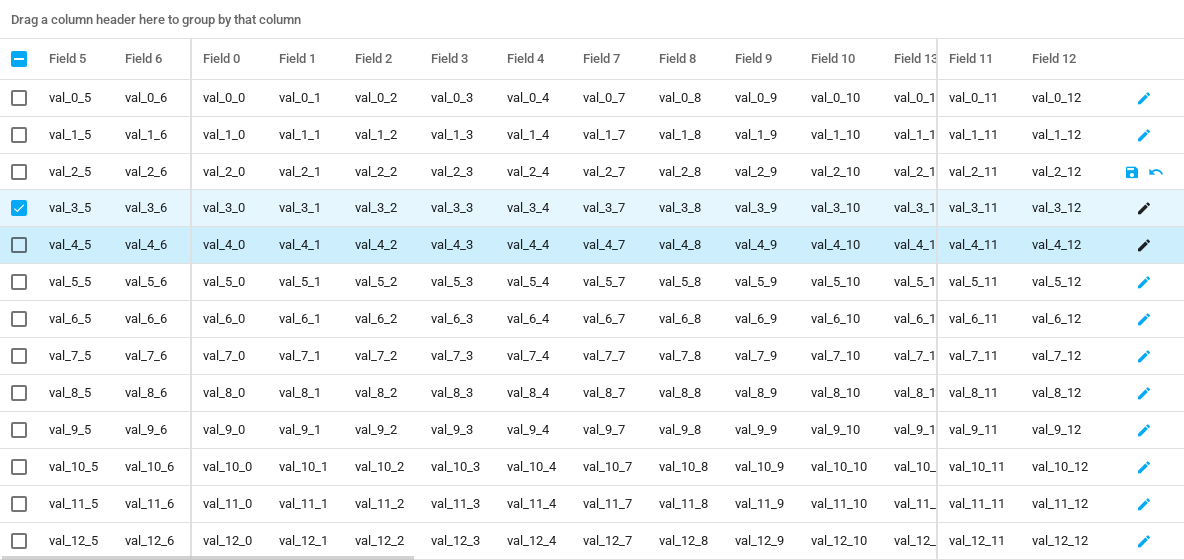 Drag a column header here to group by that column
Field 5 Field 6 Field 0 Field 1 Field 2 Field 3 Field 4 Field 7 Field 8 Field 9 Field 10 Field 13 Field 11 Field 12
val_0_5 val_0_6 val_0_0 val_0_1 val_0_2 val_0_3 val_0_4 val_0_7 val_0_8 val_0_9 val_0_10 val_0_1 val_0_11 val_0_12
val_1_5 val_1_6 val_1_0 val_1_1 val_1_2 val_1_3 val_1_4 val_1_7 val_1_8 val_1_9 val_1_10 val_1_1 val_1_11 val_1_12
val_2_5 val_2_6 val_2_0 val_2_1 val_2_2 val_2_3 val_2_4 val_2_7 val_2_8 val_2_9 val_2_10 val_2_1 val_2_11 val_2_12
val_3_5 val_3_6 val_3_0 val_3_1 val_3_2 val_3_3 val_3_4 val_3_7 val_3_8 val_3_9 val_3_10 val_3_1 val_3_11 val_3_12
val_4_5 val_4_6 val_4_0 val_4_1 val_4_2 val_4_3 val_4_4 val_4_7 val_4_8 val_4_9 val_4_10 val_4_1 val_4_11 val_4_12
val_5_5 val_5_6 val_5_0 val_5_1 val_5_2 val_5_3 val_5_4 val_5_7 val_5_8 val_5_9 val_5_10 val_5_1 val_5_11 val_5_12
val_6_5 val_6_6 val_6_0 val_6_1 val_6_2 val_6_3 val_6_4 val_6_7 val_6_8 val_6_9 val_6_10 val_6_1 val_6_11 val_6_12
val_7_5 val_7_6 val_7_0 val_7_1 val_7_2 val_7_3 val_7_4 val_7_7 val_7_8 val_7_9 val_7_10 val_7_1 val_7_11 val_7_12
val_8_5 val_8_6 val_8_0 val_8_1 val_8_2 val_8_3 val_8_4 val_8_7 val_8_8 val_8_9 val_8_10 val_8_1 val_8_11 val_8_12
val_9_5 val_9_6 val_9_0 val_9_1 val_9_2 val_9_3 val_9_4 val_9_7 val_9_8 val_9_9 val_9_10 val_9_1 val_9_11 val_9_12
val_10_5 val_10_6 val_10_0 val_10_1 val_10_2 val_10_3 val_10_4 val_10_7 val_10_8 val_10_9 val_10_10 val_10_ val_10_11 val_10_12
val_11_5 val_11_6 val_11_0 val_11_1 val_11_2 val_11_3 val_11_4 val_11_7 val_11_8 val_11_9 val_11_10 val_11_ val_11_11 val_11_12
val_12_5 val_12_6 val_12_0 val_12_1 val_12_2 val_12_3 val_12_4 val_12_7 val_12_8 val_12_9 val_12_10 val_12_ val_12_11 val_12_12